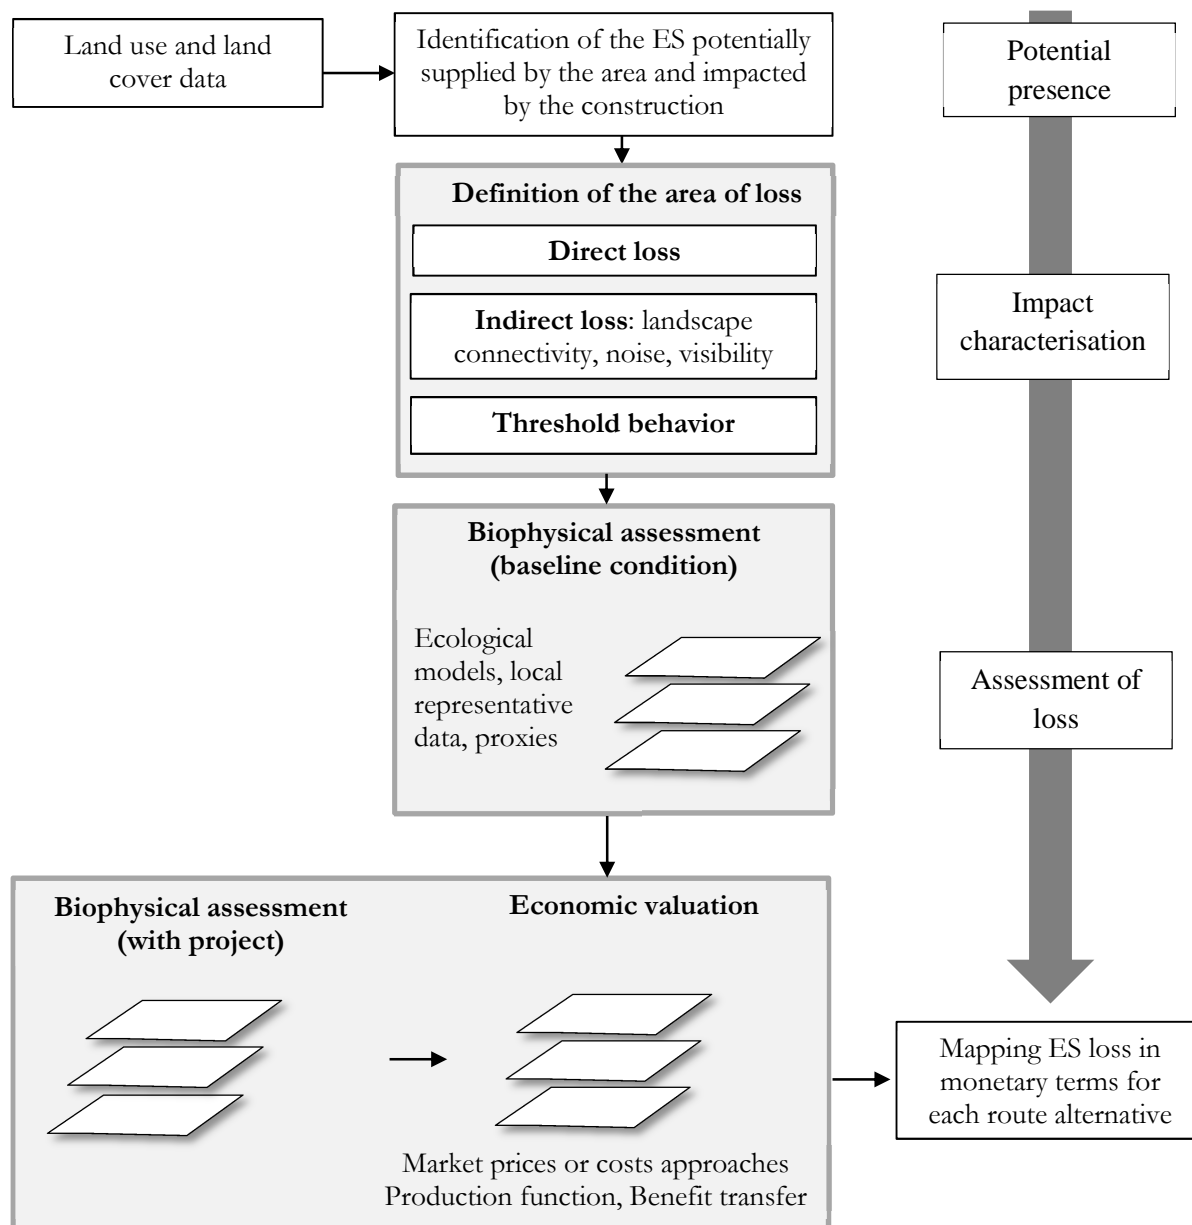 Land use and land
cover data
Identification of the ES potentially
supplied by the area and impacted
by the construction
Potential
presence
Definition of the area of loss
Direct loss
Indirect loss: landscape
connectivity, noise, visibility
Threshold behavior
Impact
characterisation
Biophysical assessment
(baseline condition)
Ecological
models, local
representative
data, proxies
Assessment of
loss
Biophysical assessment
(with project)
Economic valuation
Market prices or costs approaches
Production function, Benefit transfer
Mapping ES loss in
monetary terms for
each route alternative